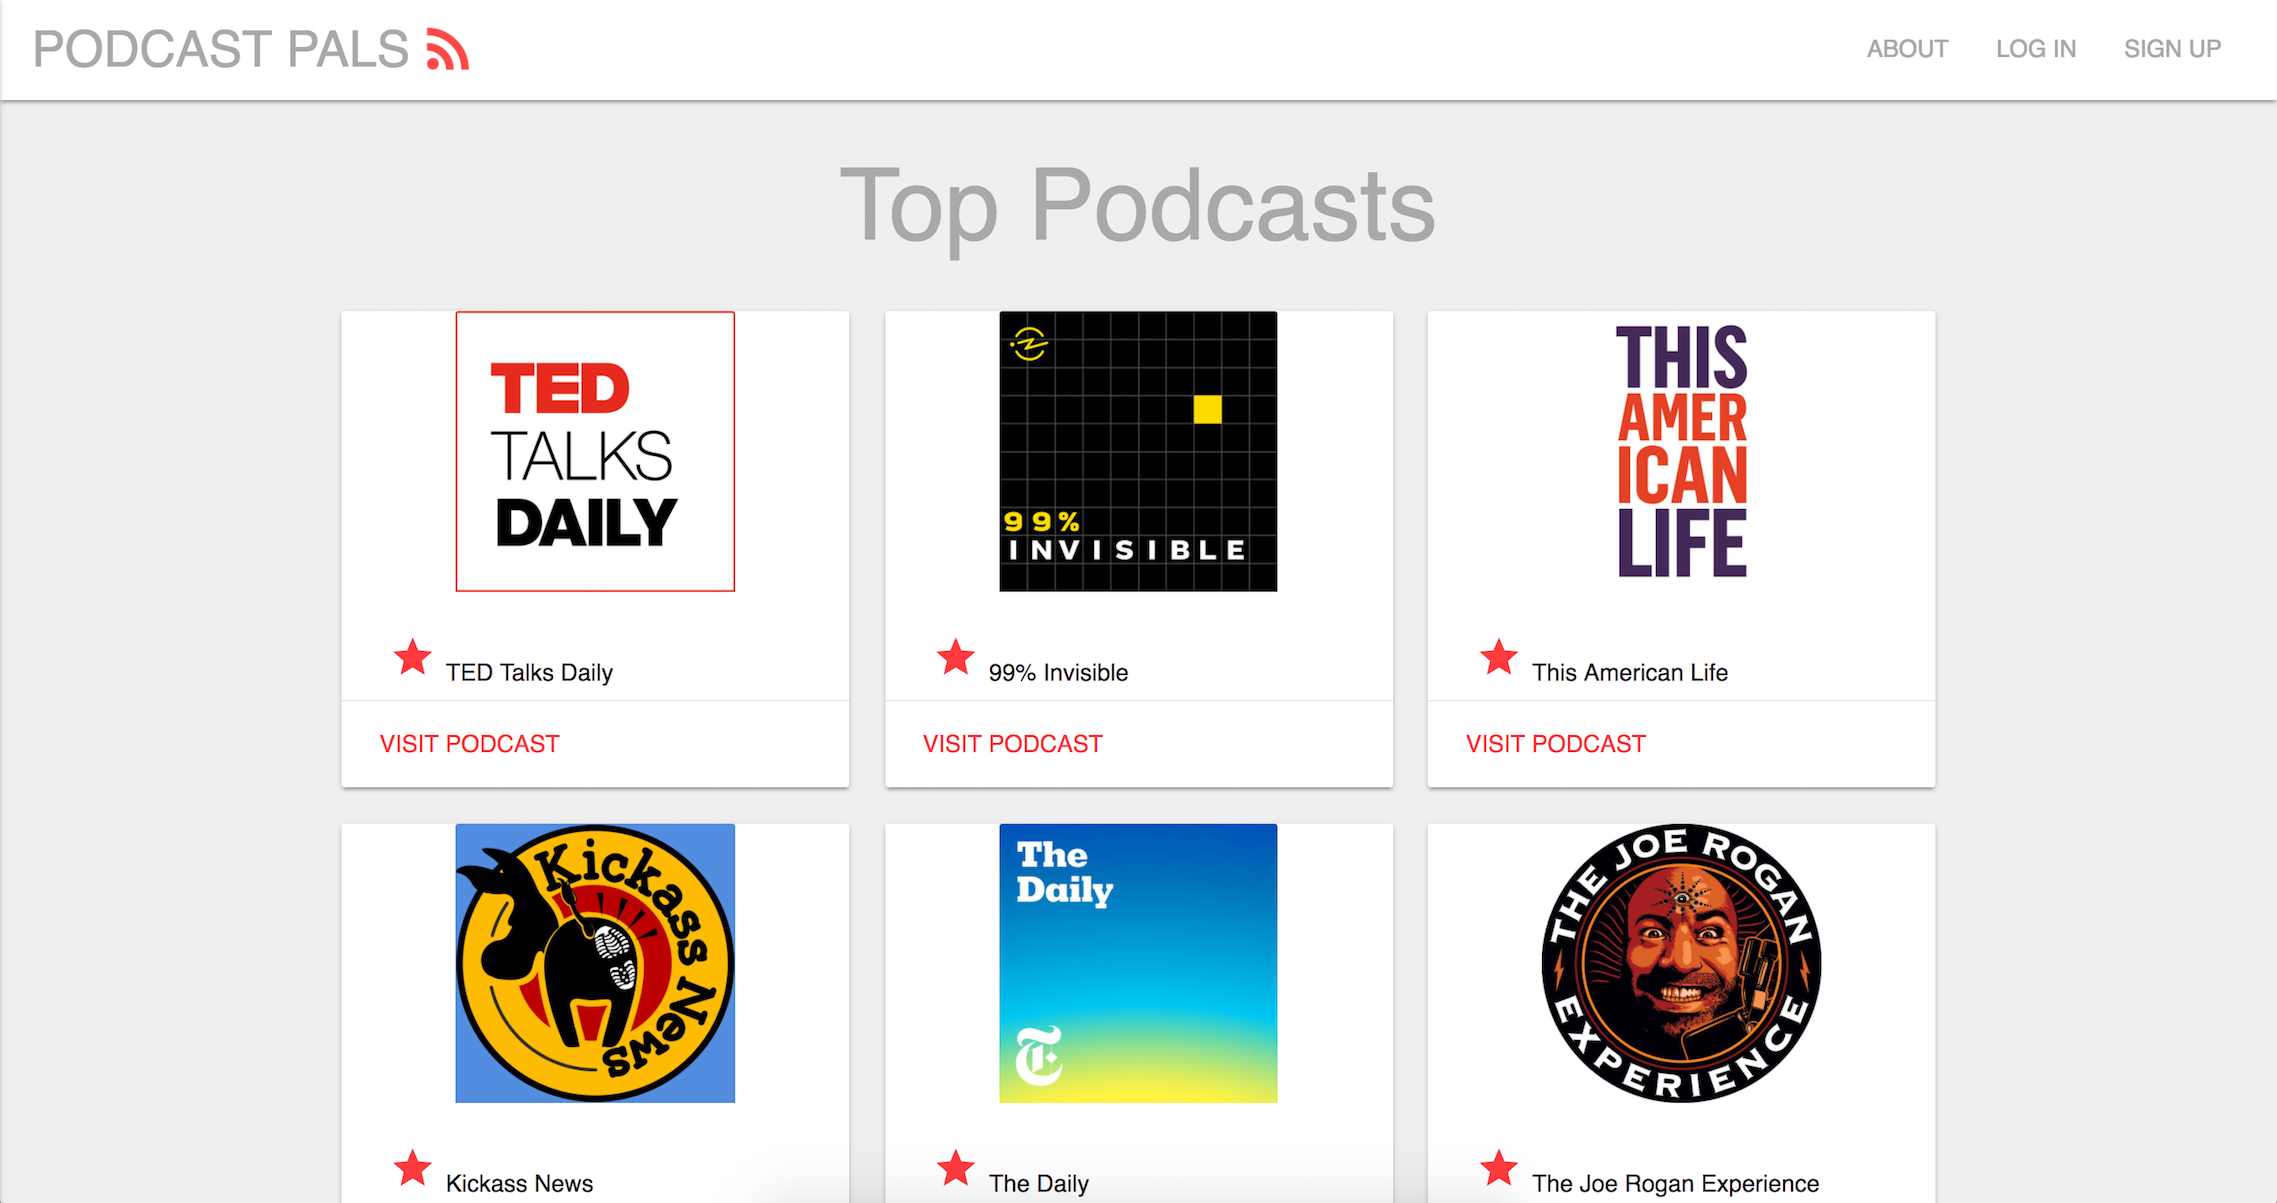 PODCAST PALS
ABOUT LOG IN SIGN UP
Top Podcasts
TED
TALKS
DAILY
99%
INVISIBLE
THIS
AMER
ICAN
LIFE
TED Talks Daily
99% Invisible
This American Life
VISIT PODCAST
VISIT PODCAST
VISIT PODCAST
Kickass News
The
Daily
T
THE JOE ROGAN
EXPERIENCE
Kickass News
The Daily
The Joe Rogan Experience